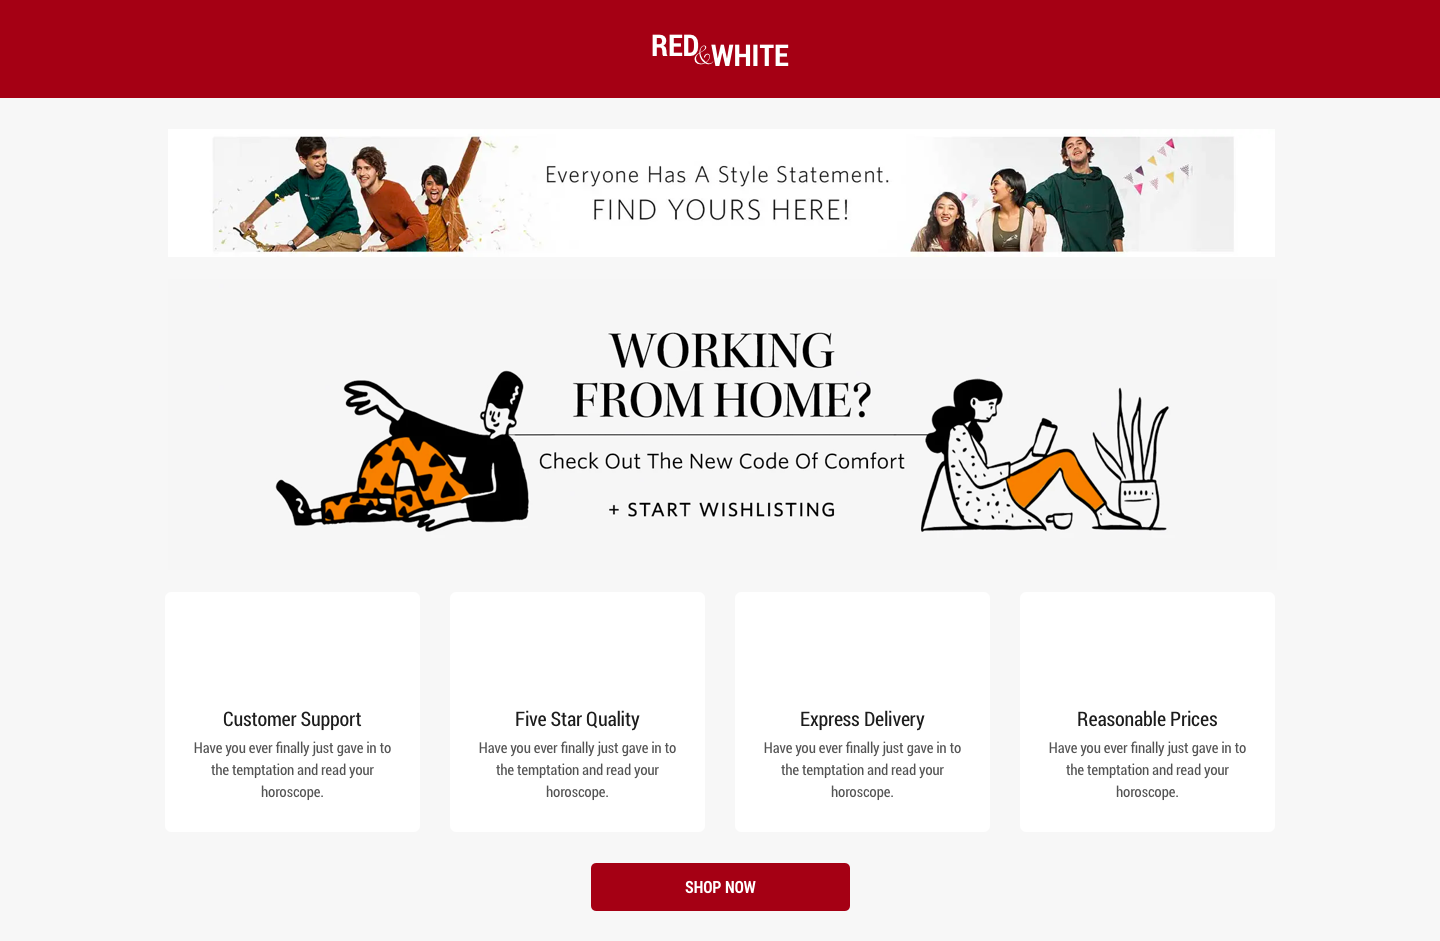 RED&WHITE
Everyone Has A Style Statement.
FIND YOURS HERE!
WORKING
FROM HOME?
Check Out The New Code Of Comfort
+ START WISHLISTING
Customer Support
Have you ever finally just gave in to
the temptation and read your
horoscope.
Five Star Quality
Have you ever finally just gave in to
the temptation and read your
horoscope.
Express Delivery
Have you ever finally just gave in to
the temptation and read your
horoscope.
Reasonable Prices
Have you ever finally just gave in to
the temptation and read your
horoscope.
SHOP NOW